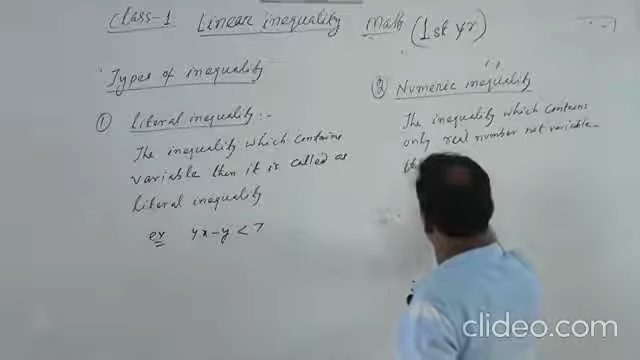 Class-1 Linear inequality Math (1st yr)
Types of inequality
① Literal inequality :-
The inequality which contains
variable then it is called as
Literal inequality
ex 4x-y < 7
② Numeric inequality
The inequality which contains
only real number not variable
clideo.com